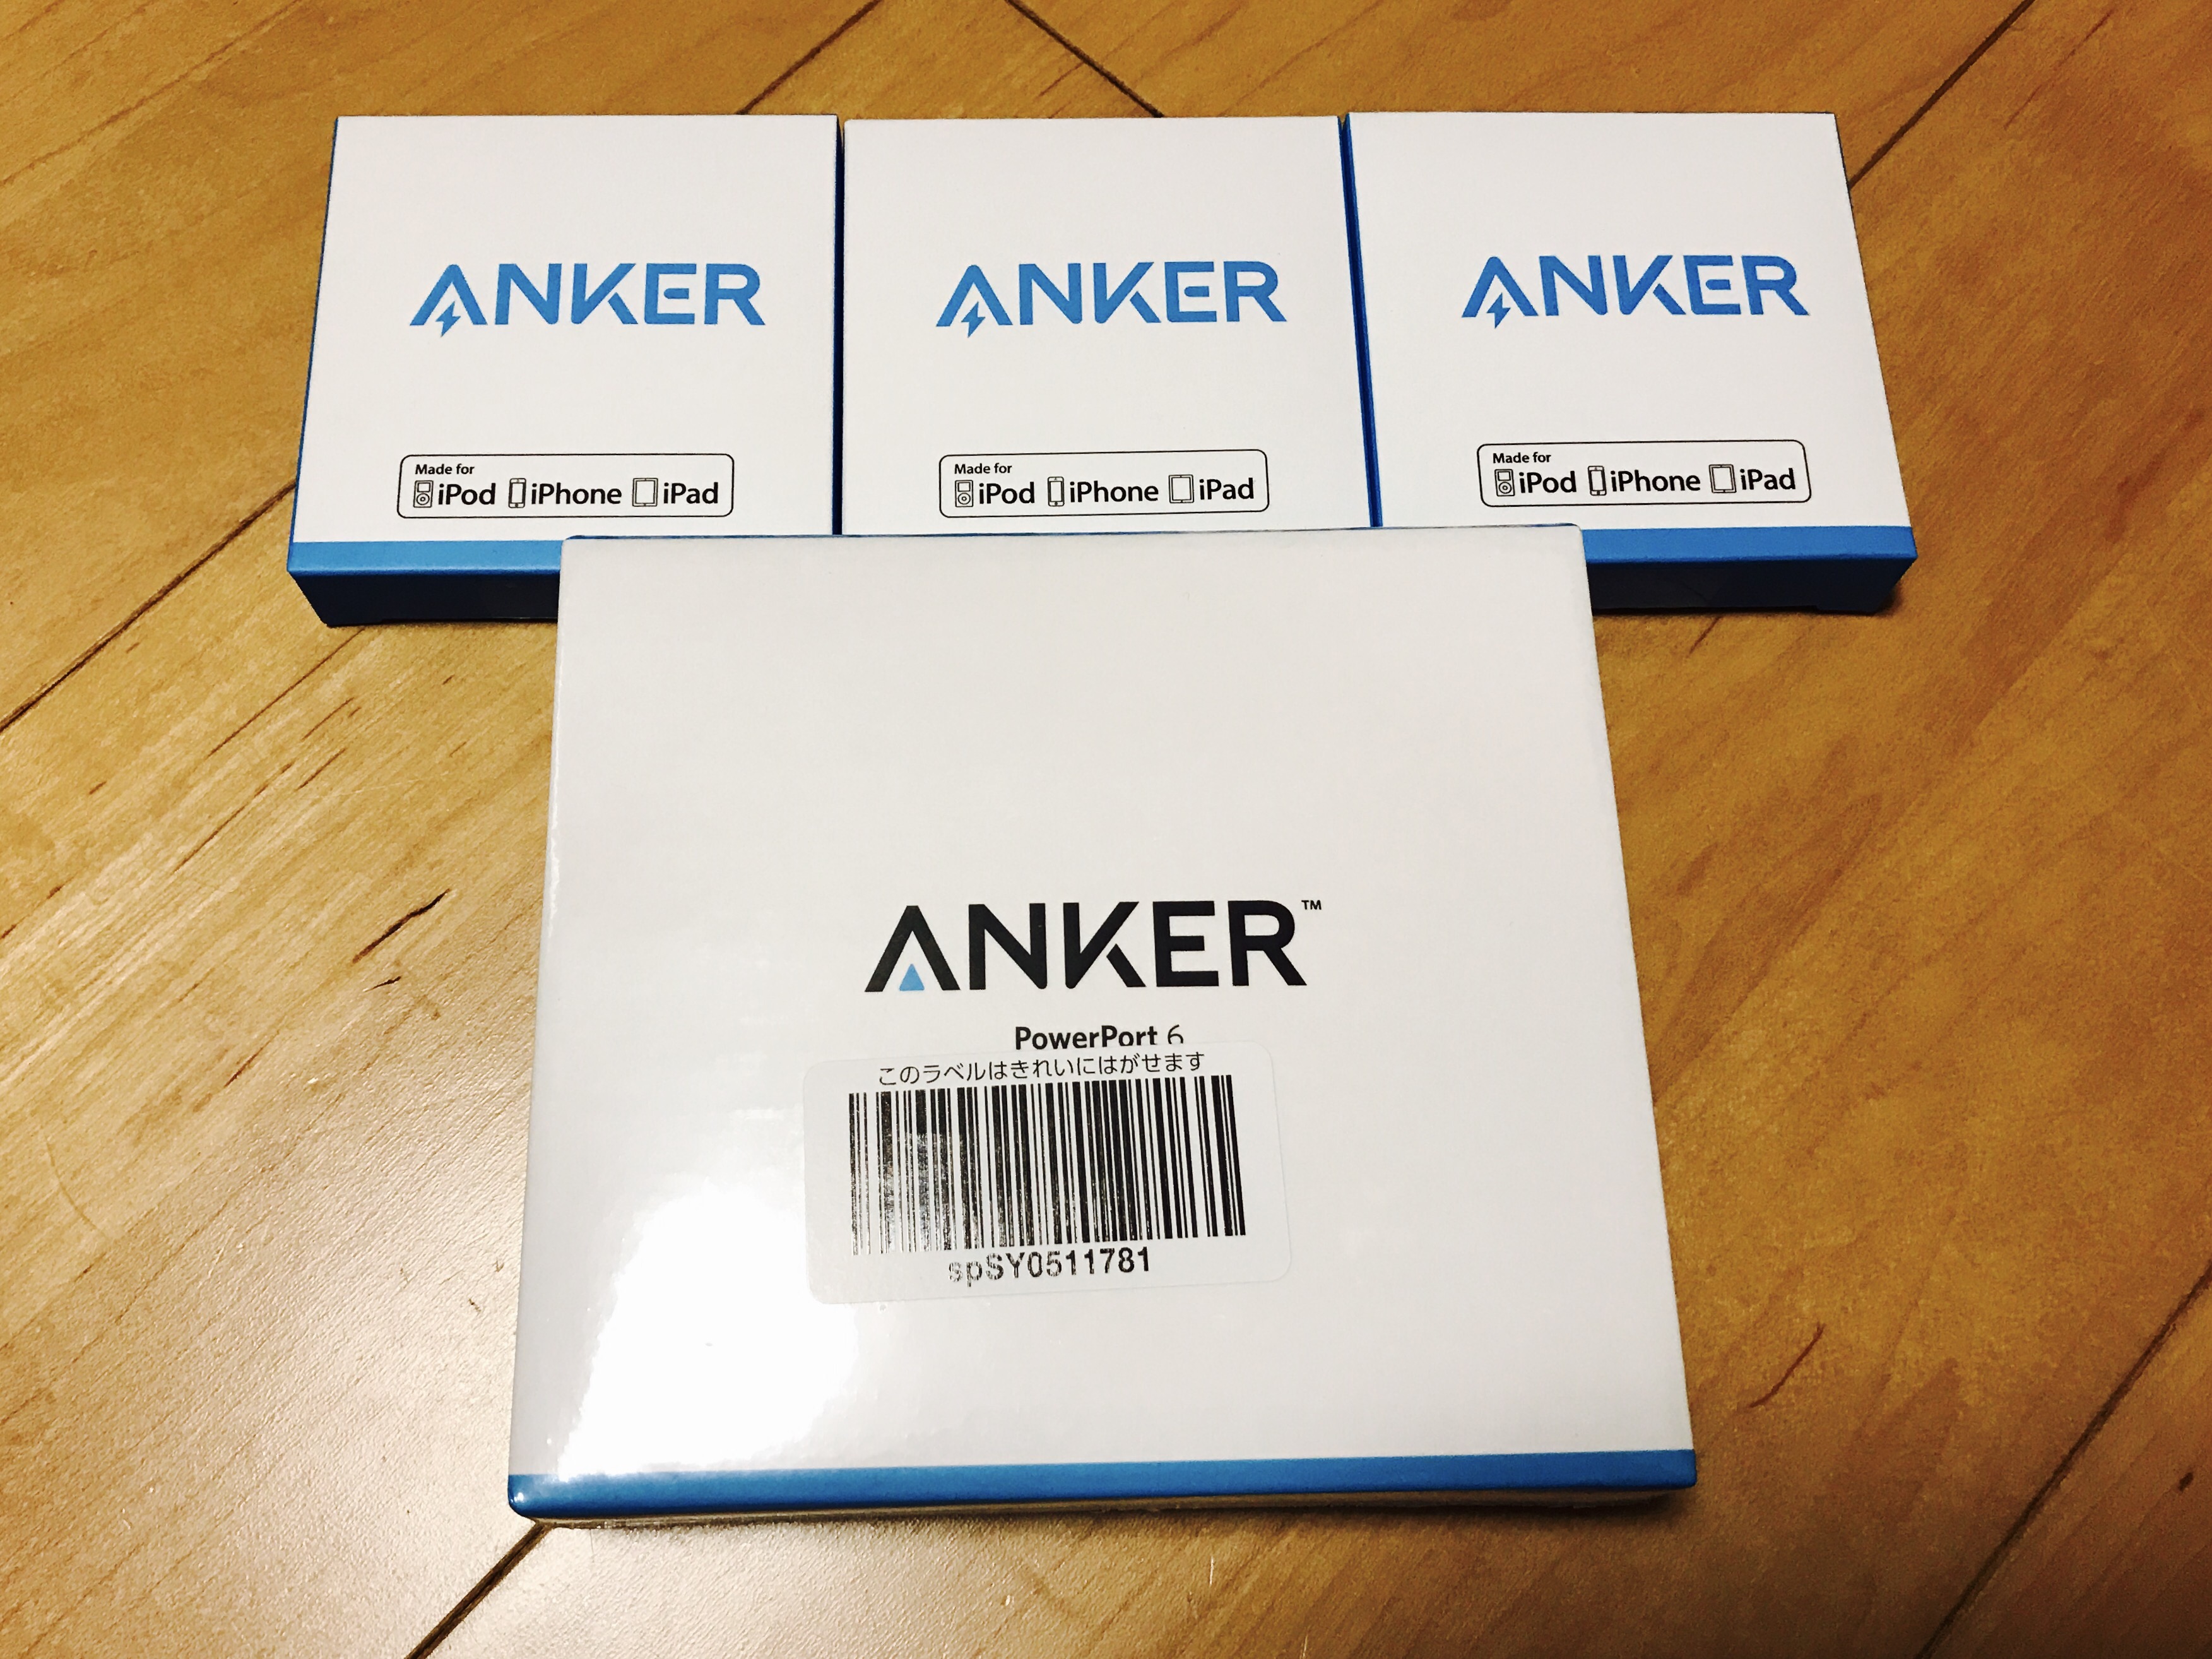 ANKER
Made for
iPod iPhone iPad
ANKER
Made for
iPod iPhone iPad
ANKER
Made for
iPod iPhone iPad
ANKER™
PowerPort 6
このラベルはきれいにはがせます
spSY0511781